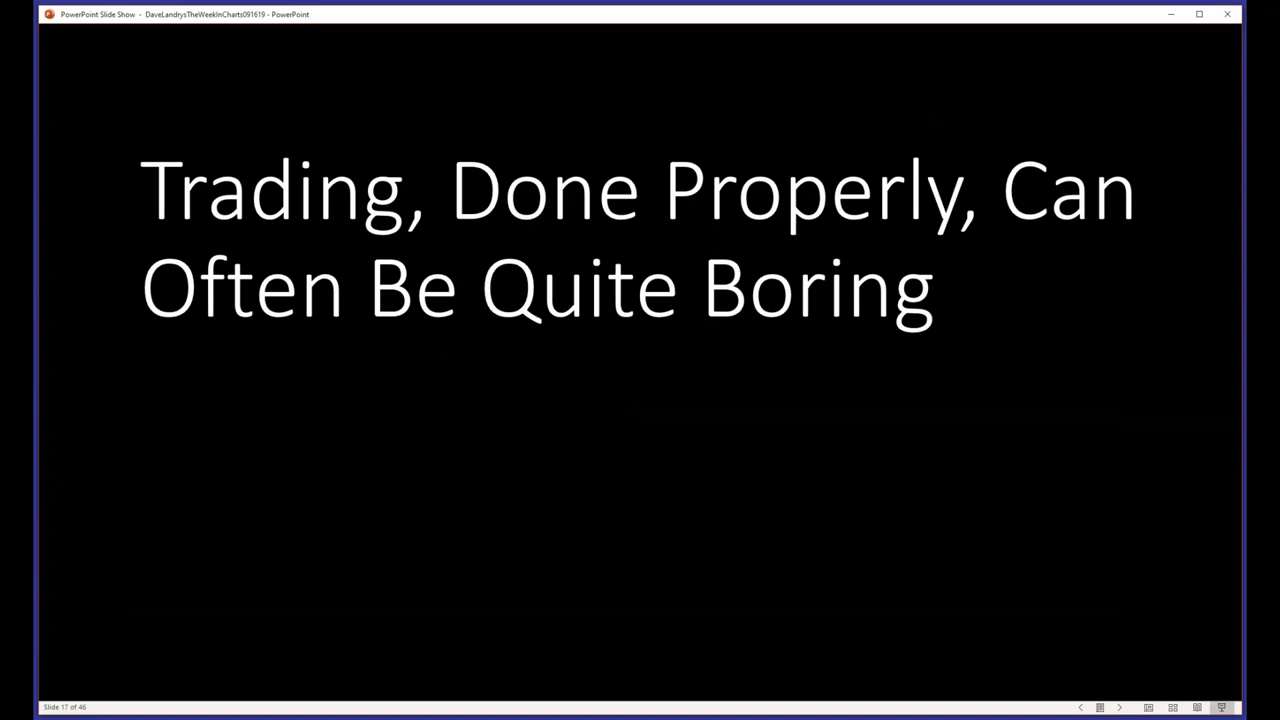 PowerPoint Slide Show - DaveLandrysTheWeekInCharts091619 - PowerPoint
Trading, Done Properly, Can
Often Be Quite Boring
Slide 17 of 46